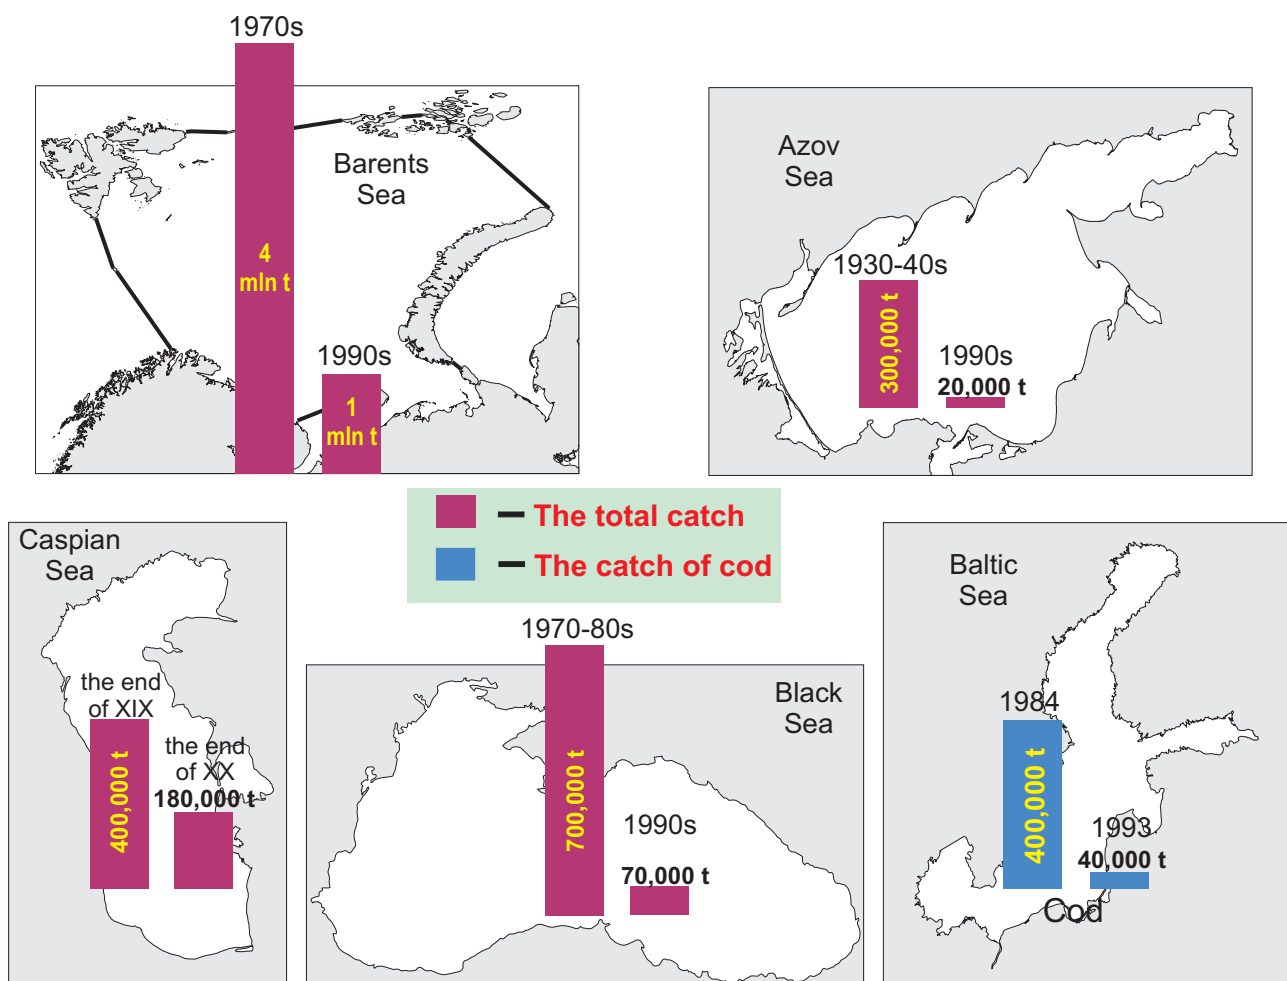 1970s
Barents
Sea
4
mln t
1990s
1
mln t
Azov
Sea
1930-40s
300,000 t
1990s
20,000 t
The total catch
The catch of cod
Caspian
Sea
the end
of XIX
400,000 t
the end
of XX
180,000 t
1970-80s
Black
Sea
700,000 t
1990s
70,000 t
Baltic
Sea
1984
400,000 t
1993
40,000 t
Cod